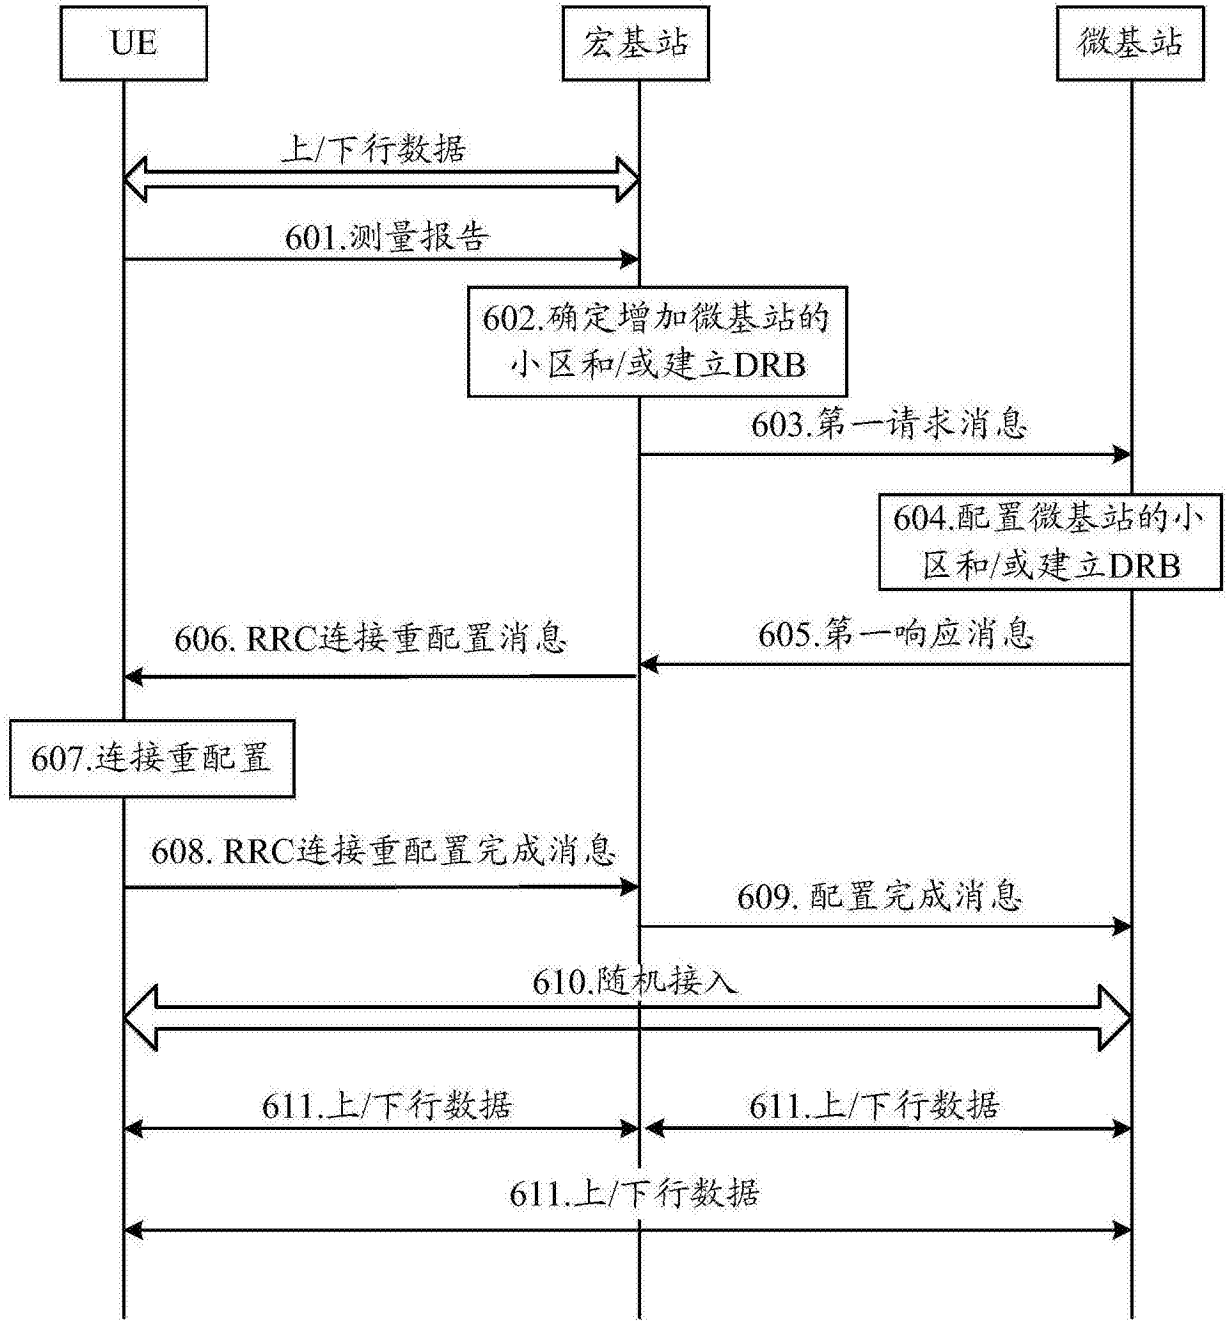 UE
宏基站
微基站
上/下行数据
601.测量报告
602.确定增加微基站的
小区和/或建立DRB
603.第一请求消息
604.配置微基站的小
区和/或建立DRB
605.第一响应消息
606. RRC连接重配置消息
607.连接重配置
608. RRC连接重配置完成消息
609. 配置完成消息
610.随机接入
611.上/下行数据
611.上/下行数据
611.上/下行数据